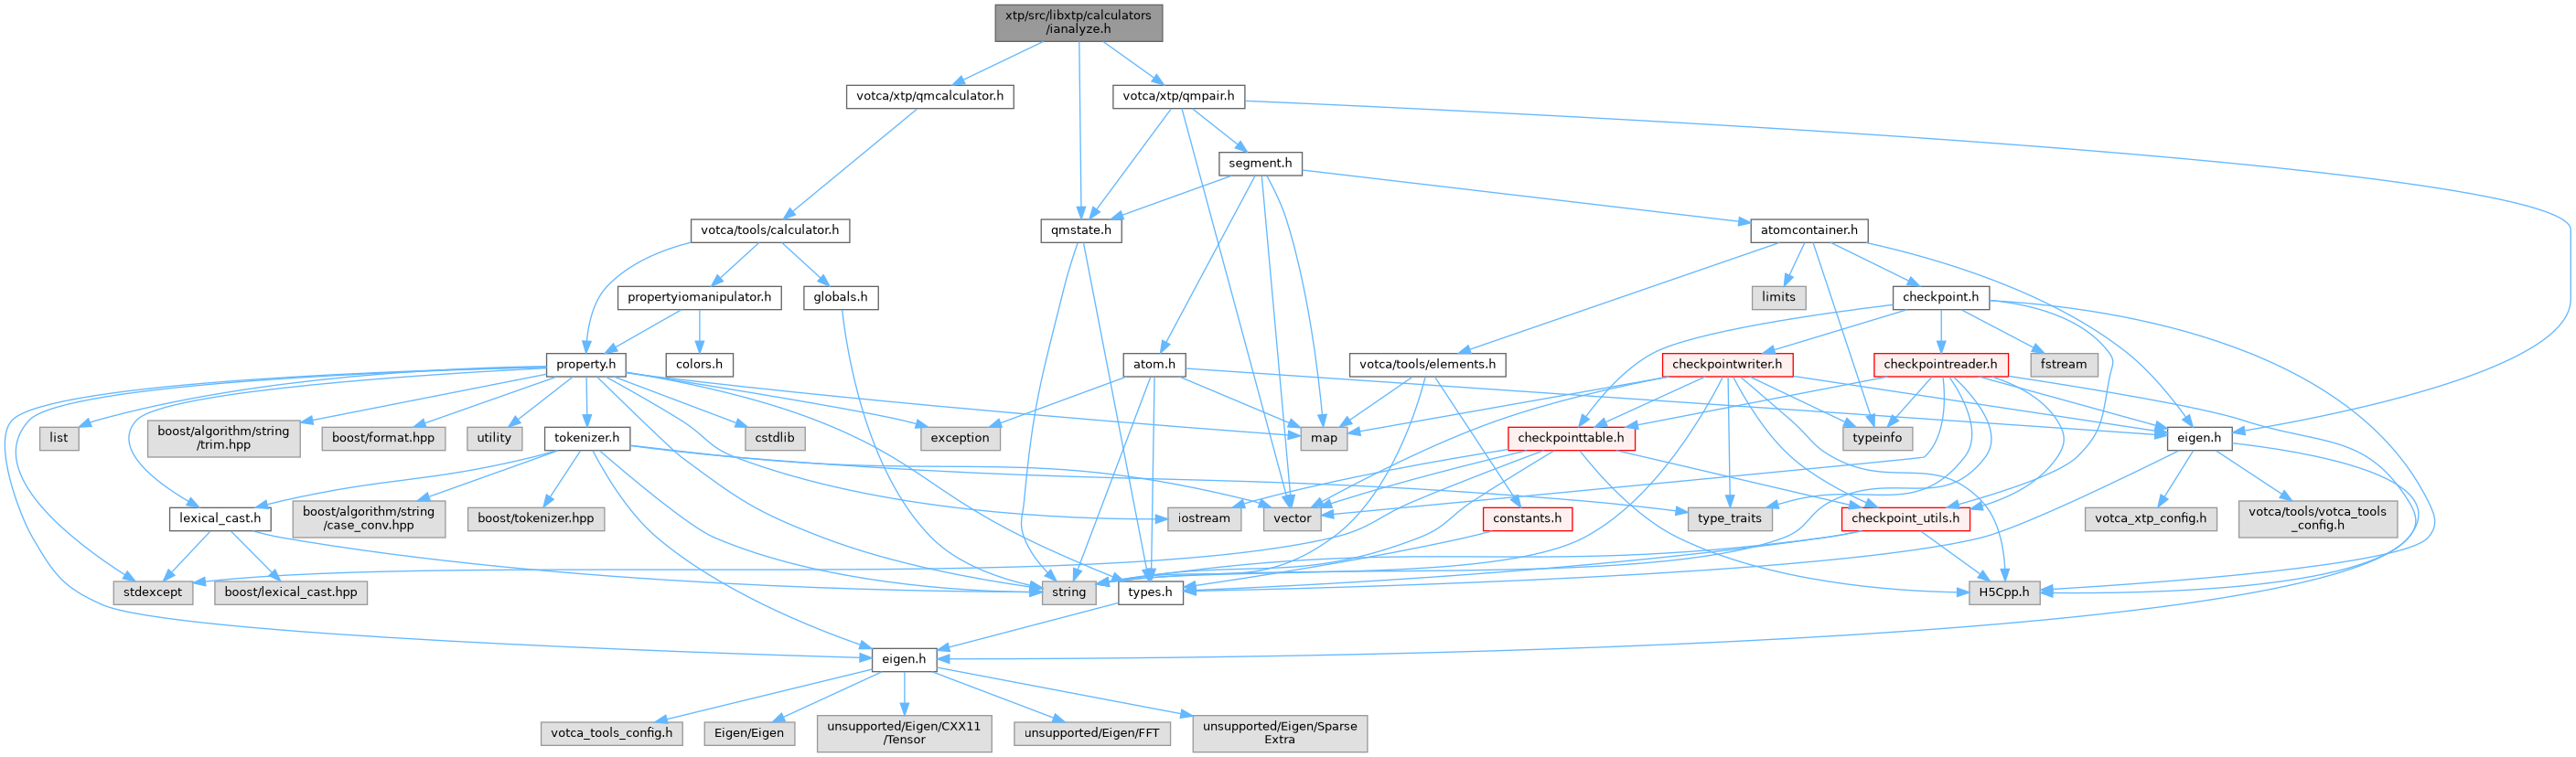 xtp/src/libxtp/calculators
/ianalyze.h
votca/xtp/qmcalculator.h
votca/xtp/qmpair.h
segment.h
votca/tools/calculator.h
qmstate.h
atomcontainer.h
propertyiomanipulator.h
globals.h
limits
checkpoint.h
property.h
colors.h
atom.h
votca/tools/elements.h
checkpointwriter.h
checkpointreader.h
fstream
list
boost/algorithm/string
/trim.hpp
boost/format.hpp
utility
tokenizer.h
cstdlib
exception
map
checkpointtable.h
typeinfo
eigen.h
lexical_cast.h
boost/algorithm/string
/case_conv.hpp
boost/tokenizer.hpp
iostream
vector
constants.h
type_traits
checkpoint_utils.h
votca_xtp_config.h
votca/tools/votca_tools
_config.h
stdexcept
boost/lexical_cast.hpp
string
types.h
H5Cpp.h
eigen.h
votca_tools_config.h
Eigen/Eigen
unsupported/Eigen/CXX11
/Tensor
unsupported/Eigen/FFT
unsupported/Eigen/Sparse
Extra